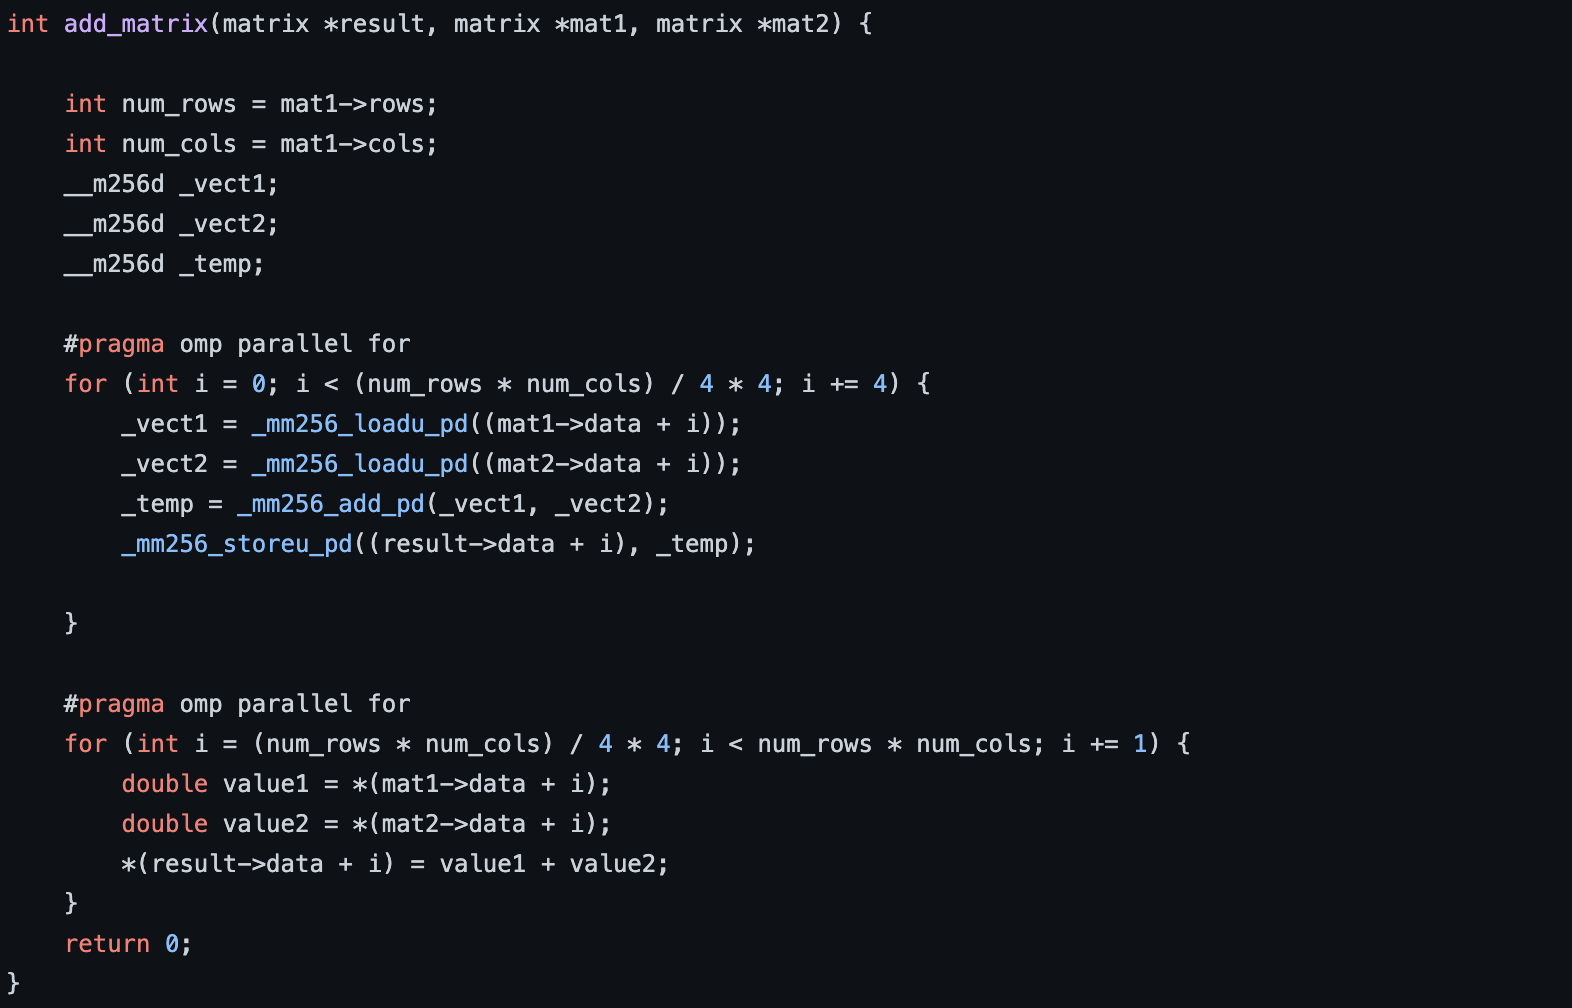 int add_matrix(matrix *result, matrix *mat1, matrix *mat2) {
    int num_rows = mat1->rows;
    int num_cols = mat1->cols;
    __m256d _vect1;
    __m256d _vect2;
    __m256d _temp;
    #pragma omp parallel for
    for (int i = 0; i < (num_rows * num_cols) / 4 * 4; i += 4) {
        _vect1 = _mm256_loadu_pd((mat1->data + i));
        _vect2 = _mm256_loadu_pd((mat2->data + i));
        _temp = _mm256_add_pd(_vect1, _vect2);
        _mm256_storeu_pd((result->data + i), _temp);
    }
    #pragma omp parallel for
    for (int i = (num_rows * num_cols) / 4 * 4; i < num_rows * num_cols; i += 1) {
        double value1 = *(mat1->data + i);
        double value2 = *(mat2->data + i);
        *(result->data + i) = value1 + value2;
    }
    return 0;
}